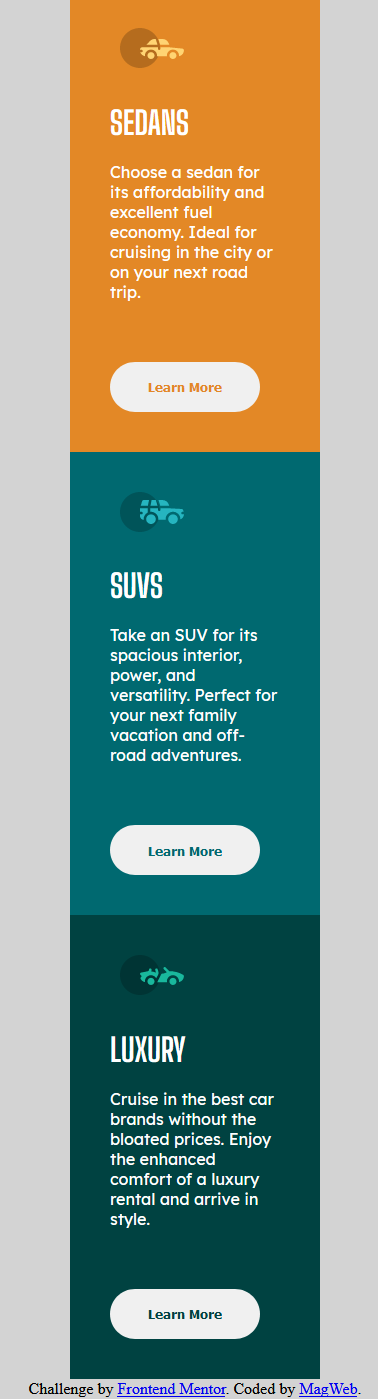 SEDANS
Choose a sedan for
its affordability and
excellent fuel
economy. Ideal for
cruising in the city or
on your next road
trip.
Learn More
SUVS
Take an SUV for its
spacious interior,
power, and
versatility. Perfect for
your next family
vacation and off-
road adventures.
Learn More
LUXURY
Cruise in the best car
brands without the
bloated prices. Enjoy
the enhanced
comfort of a luxury
rental and arrive in
style.
Learn More
Challenge by Frontend Mentor. Coded by MagWeb.